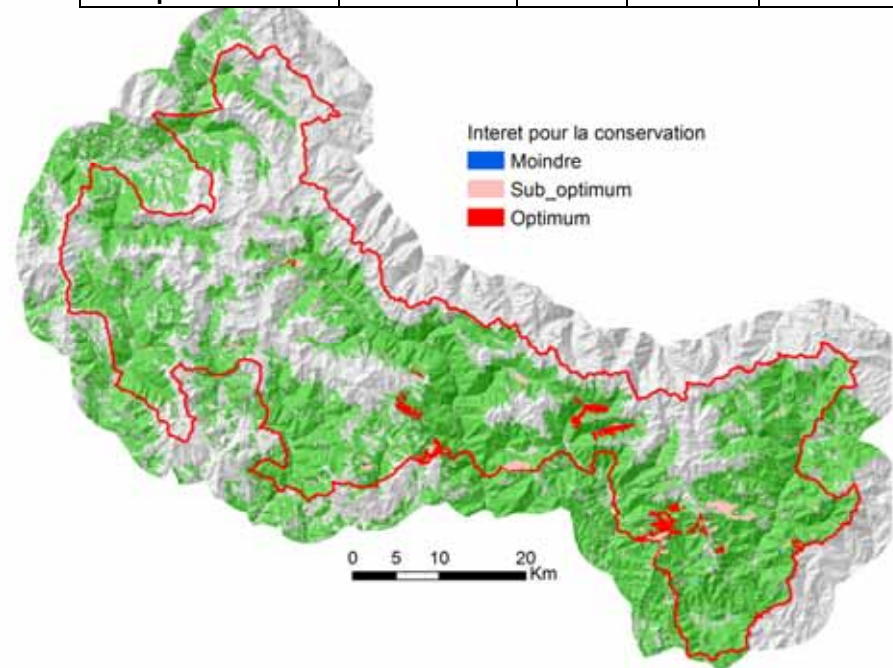 Interet pour la conservation
Moindre
Sub_optimum
Optimum
0 5 10 20
Km